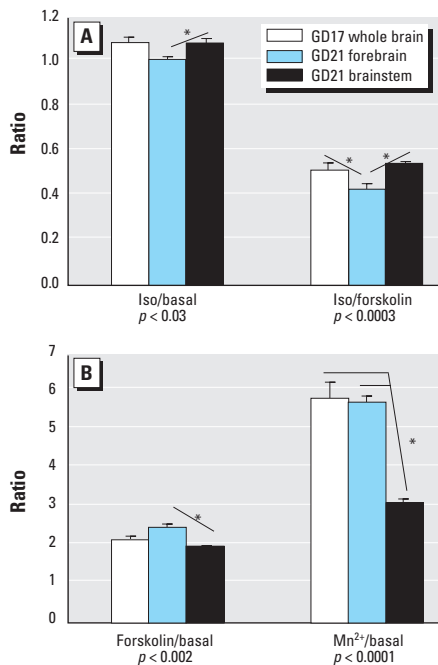 A
GD17 whole brain
GD21 forebrain
GD21 brainstem
Ratio
1.2
1.0
0.8
0.6
0.4
0.2
0.0
*
*
*
Iso/basal
p < 0.03
Iso/forskolin
p < 0.0003
B
Ratio
7
6
5
4
3
2
1
0
*
*
Forskolin/basal
p < 0.002
Mn²⁺/basal
p < 0.0001